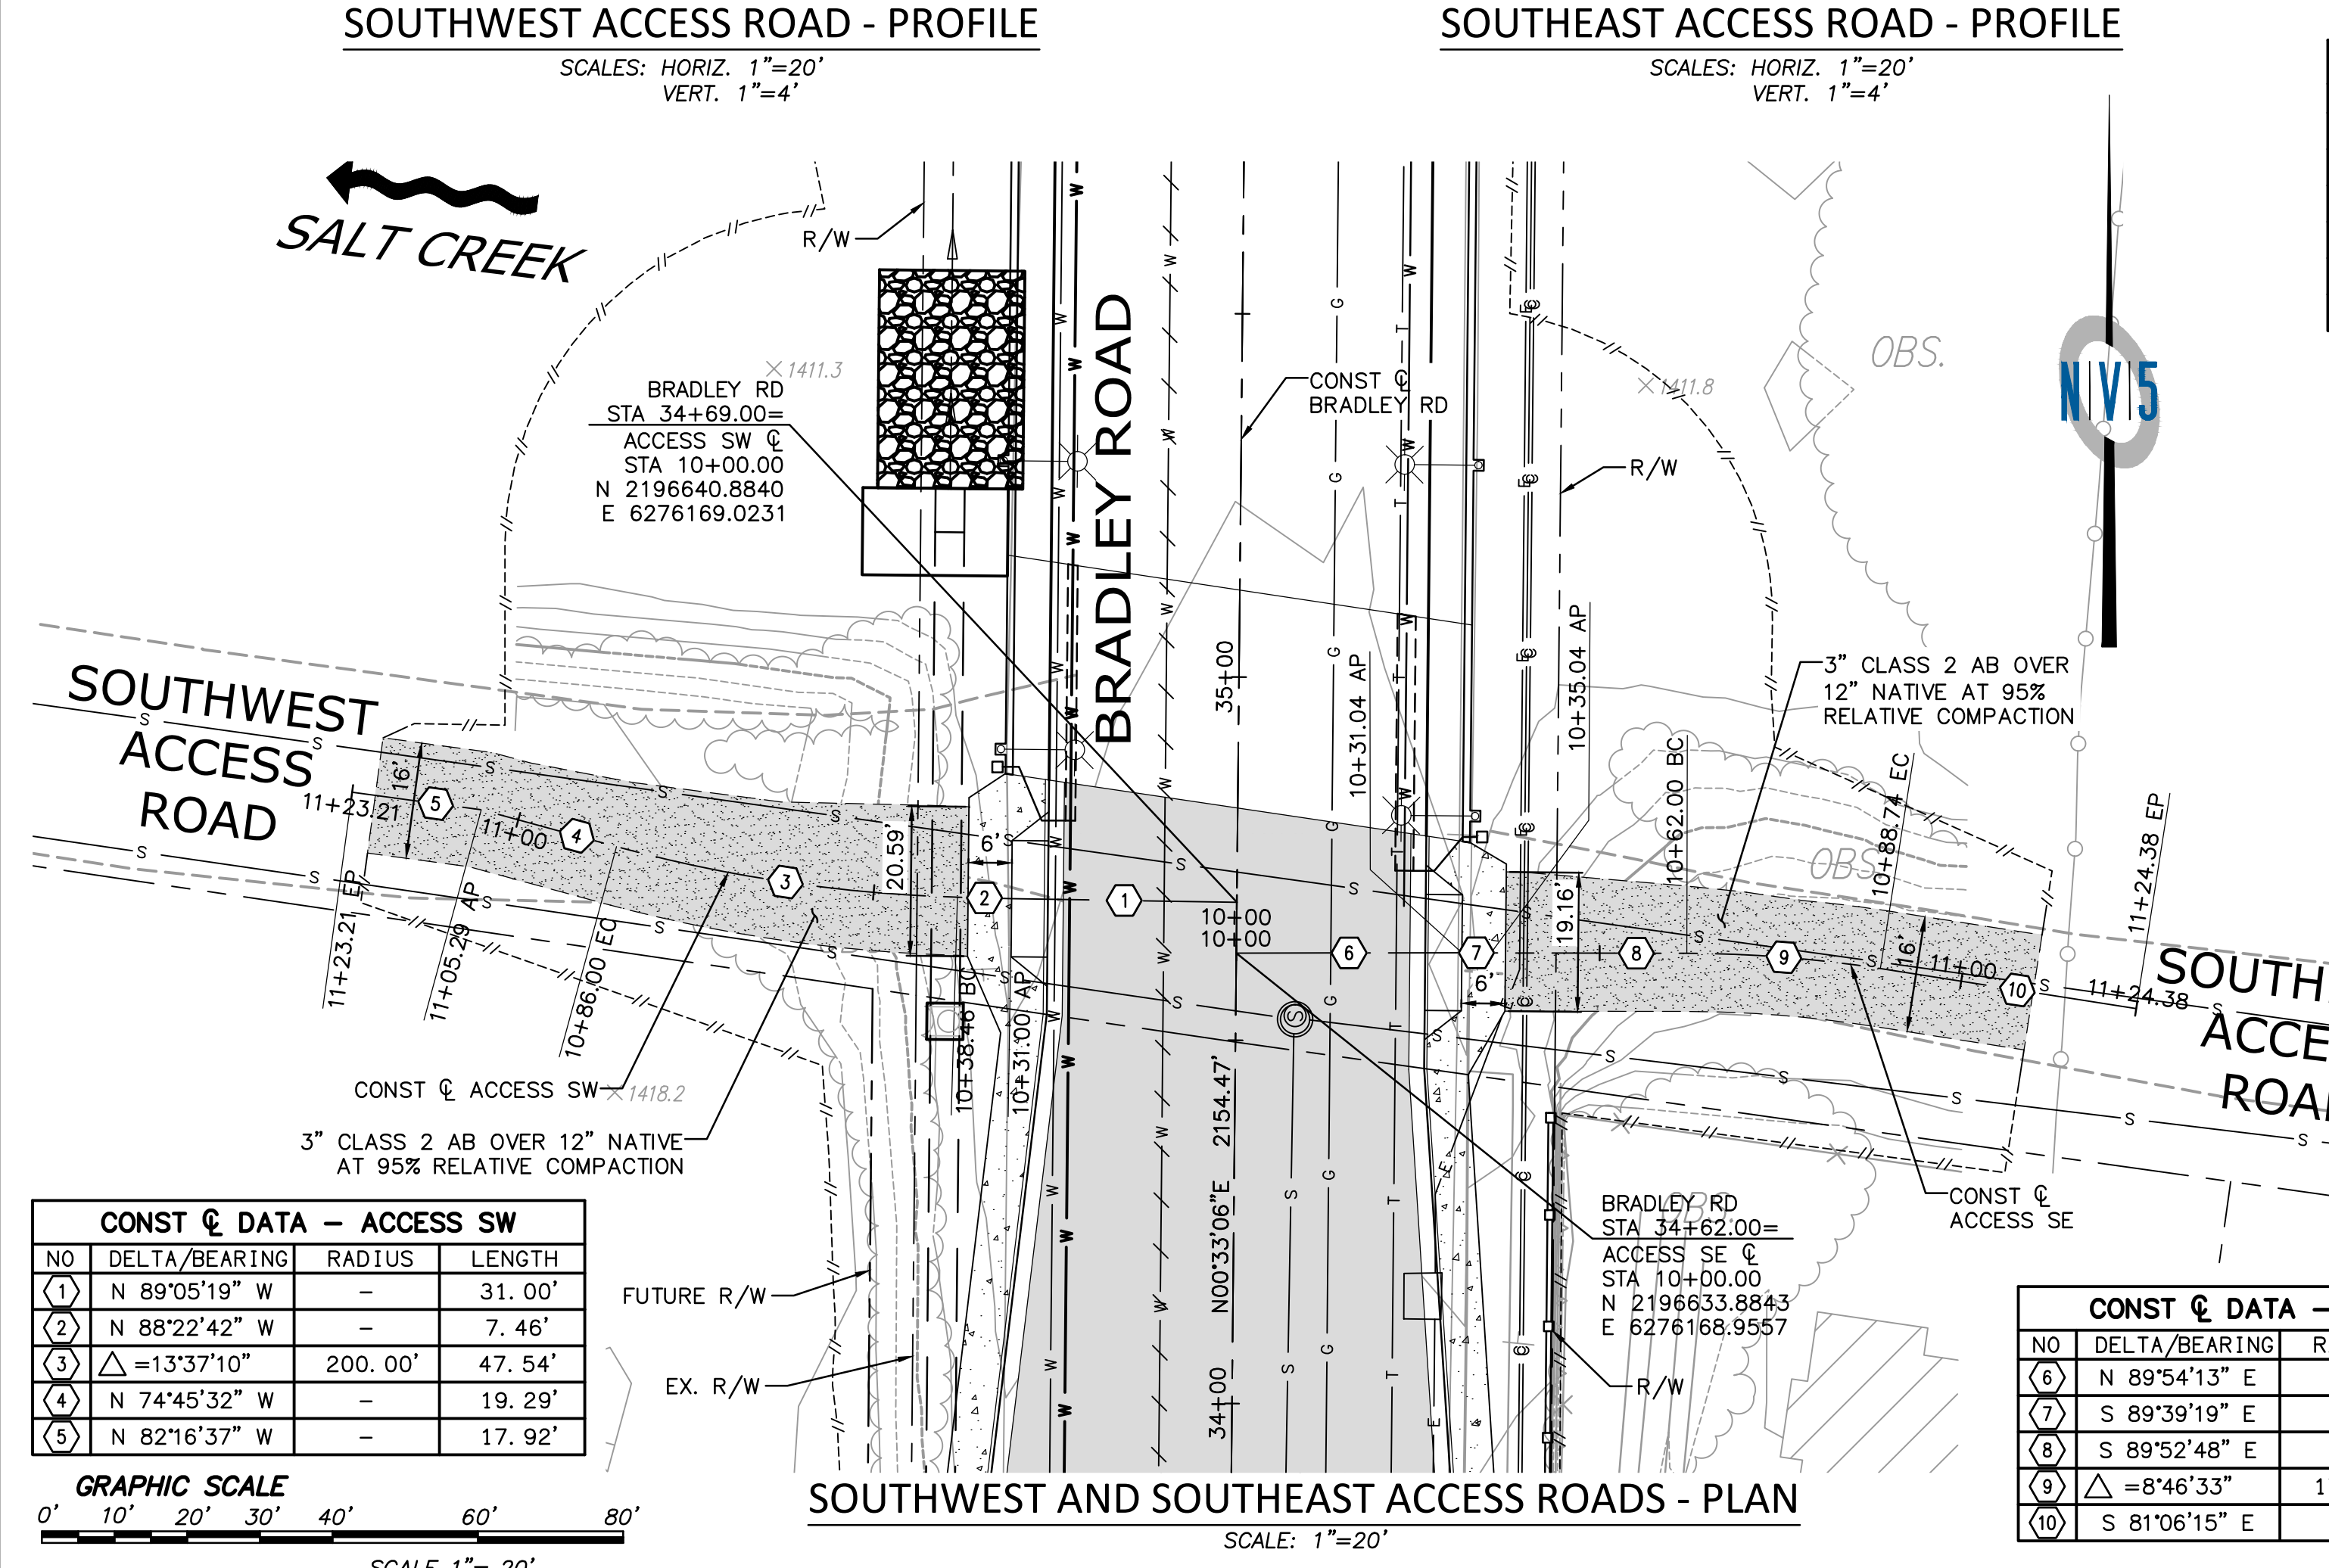 SOUTHWEST ACCESS ROAD - PROFILE
SCALES: HORIZ. 1"=20'
VERT. 1"=4'
SOUTHEAST ACCESS ROAD - PROFILE
SCALES: HORIZ. 1"=20'
VERT. 1"=4'
SALT CREEK
R/W
×1411.3
BRADLEY RD
STA 34+69.00=
ACCESS SW ℄
STA 10+00.00
N 2196640.8840
E 6276169.0231
BRADLEY ROAD
CONST ℄
BRADLEY RD
R/W
×1411.8
OBS.
N|V|5
35+00
10+31.04 AP
10+35.04 AP
3" CLASS 2 AB OVER
12" NATIVE AT 95%
RELATIVE COMPACTION
SOUTHWEST
ACCESS
ROAD
16'
11+23.21
5
11+00
4
3
20.59'
6'
2
1
10+00
10+00
6
7
6'
19.16'
8
10+62.00 BC
9
OBS.
10+88.74 EC
16'
11+00
10
11+24.38
11+24.38 EP
SOUTH
ACCE
ROA
11+23.21 EP
11+05.29 AP
10+86.00 EC
10+38.46 BC
10+31.00 AP
S
CONST ℄ ACCESS SW
×1418.2
3" CLASS 2 AB OVER 12" NATIVE
AT 95% RELATIVE COMPACTION
N00°33'06"E 2154.47'
34+00
FUTURE R/W
EX. R/W
BRADLEY RD
STA 34+62.00=
ACCESS SE ℄
STA 10+00.00
N 2196633.8843
E 6276168.9557
R/W
CONST ℄
ACCESS SE
CONST ℄ DATA - ACCESS SW
NO DELTA/BEARING RADIUS LENGTH
1 N 89°05'19" W - 31.00'
2 N 88°22'42" W - 7.46'
3 △ =13°37'10" 200.00' 47.54'
4 N 74°45'32" W - 19.29'
5 N 82°16'37" W - 17.92'
CONST ℄ DATA -
NO DELTA/BEARING R
6 N 89°54'13" E
7 S 89°39'19" E
8 S 89°52'48" E
9 △ =8°46'33" 1
10 S 81°06'15" E
GRAPHIC SCALE
0' 10' 20' 30' 40' 60' 80'
SCALE 1"= 20'
SOUTHWEST AND SOUTHEAST ACCESS ROADS - PLAN
SCALE: 1"=20'